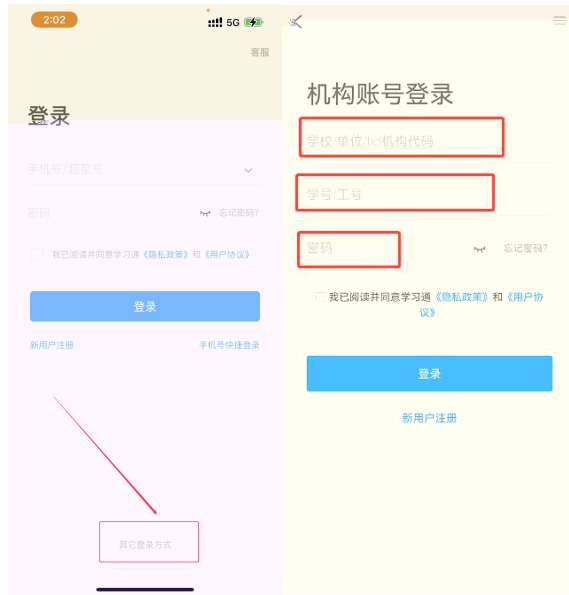 2:02
5G
客服
登录
手机号/超星号
密码
忘记密码?
我已阅读并同意学习通《隐私政策》和《用户协议》
登录
新用户注册
手机号快捷登录
其它登录方式
机构账号登录
学校/单位/fid/机构代码
学号/工号
密码
忘记密码?
我已阅读并同意学习通《隐私政策》和《用户协
议》
登录
新用户注册